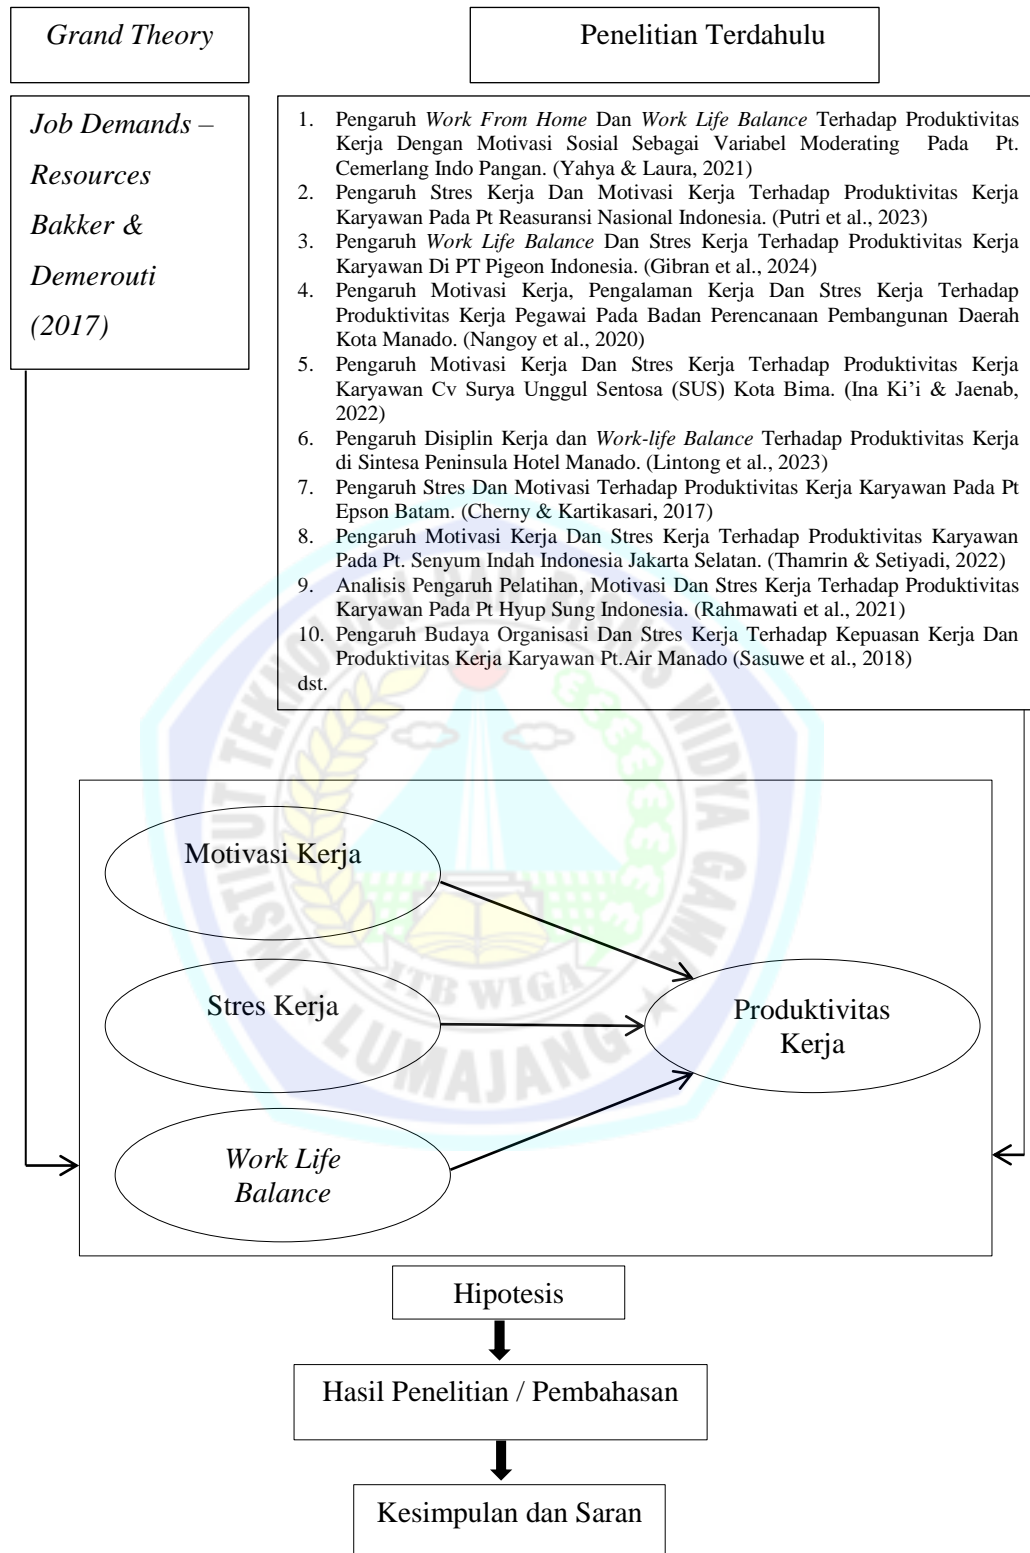 Grand Theory
Penelitian Terdahulu
Job Demands –
Resources
Bakker &
Demerouti
(2017)
1. Pengaruh Work From Home Dan Work Life Balance Terhadap Produktivitas
Kerja Dengan Motivasi Sosial Sebagai Variabel Moderating Pada Pt.
Cemerlang Indo Pangan. (Yahya & Laura, 2021)
2. Pengaruh Stres Kerja Dan Motivasi Kerja Terhadap Produktivitas Kerja
Karyawan Pada Pt Reasuransi Nasional Indonesia. (Putri et al., 2023)
3. Pengaruh Work Life Balance Dan Stres Kerja Terhadap Produktivitas Kerja
Karyawan Di PT Pigeon Indonesia. (Gibran et al., 2024)
4. Pengaruh Motivasi Kerja, Pengalaman Kerja Dan Stres Kerja Terhadap
Produktivitas Kerja Pegawai Pada Badan Perencanaan Pembangunan Daerah
Kota Manado. (Nangoy et al., 2020)
5. Pengaruh Motivasi Kerja Dan Stres Kerja Terhadap Produktivitas Kerja
Karyawan Cv Surya Unggul Sentosa (SUS) Kota Bima. (Ina Ki’i & Jaenab,
2022)
6. Pengaruh Disiplin Kerja dan Work-life Balance Terhadap Produktivitas Kerja
di Sintesa Peninsula Hotel Manado. (Lintong et al., 2023)
7. Pengaruh Stres Dan Motivasi Terhadap Produktivitas Kerja Karyawan Pada Pt
Epson Batam. (Cherny & Kartikasari, 2017)
8. Pengaruh Motivasi Kerja Dan Stres Kerja Terhadap Produktivitas Karyawan
Pada Pt. Senyum Indah Indonesia Jakarta Selatan. (Thamrin & Setiyadi, 2022)
9. Analisis Pengaruh Pelatihan, Motivasi Dan Stres Kerja Terhadap Produktivitas
Karyawan Pada Pt Hyup Sung Indonesia. (Rahmawati et al., 2021)
10. Pengaruh Budaya Organisasi Dan Stres Kerja Terhadap Kepuasan Kerja Dan
Produktivitas Kerja Karyawan Pt.Air Manado (Sasuwe et al., 2018)
dst.
INSTITUT TEKNOLOGI DAN BISNIS WIDYA GAMA
ITB WIGA
LUMAJANG
Motivasi Kerja
Stres Kerja
Work Life
Balance
Produktivitas
Kerja
Hipotesis
Hasil Penelitian / Pembahasan
Kesimpulan dan Saran